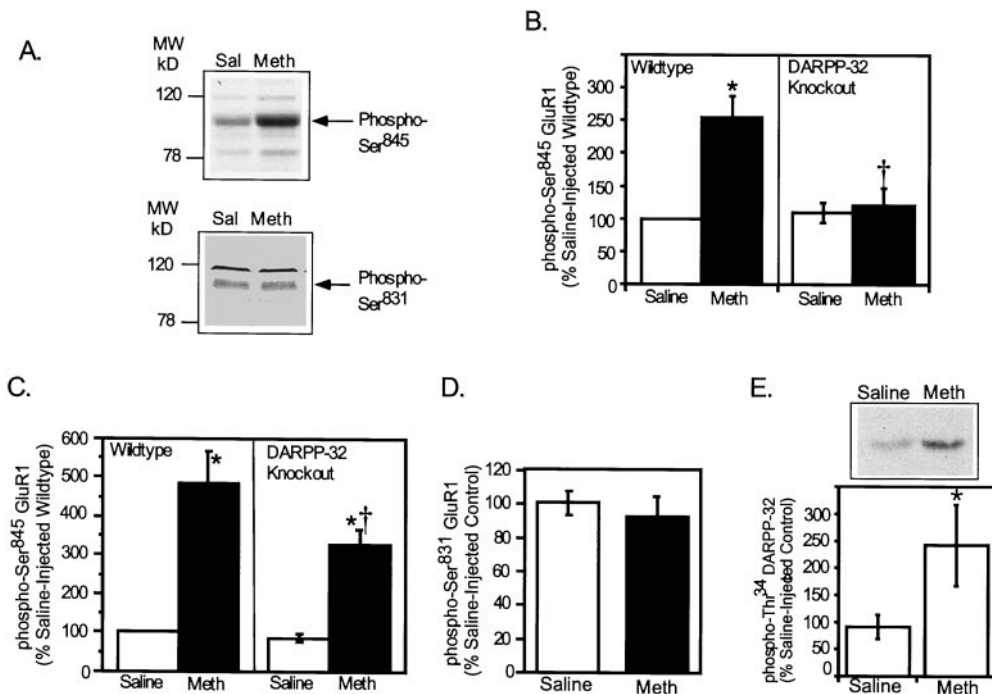 A.
MW
kD
Sal Meth
120
78
Phospho-
Ser845
MW
kD
Sal Meth
120
78
Phospho-
Ser831
B.
phospho-Ser845 GluR1
(% Saline-Injected Wildtype)
300
250
200
150
100
50
0
Wildtype
DARPP-32
Knockout
*
†
Saline Meth Saline Meth
C.
phospho-Ser845 GluR1
(% Saline-Injected Wildtype)
600
500
400
300
200
100
0
Wildtype
DARPP-32
Knockout
*
*†
Saline Meth Saline Meth
D.
phospho-Ser831 GluR1
(% Saline-Injected Control)
120
100
80
60
40
20
0
Saline Meth
E.
Saline Meth
phospho-Thr34 DARPP-32
(% Saline-Injected Control)
300
250
200
150
100
50
0
*
Saline Meth